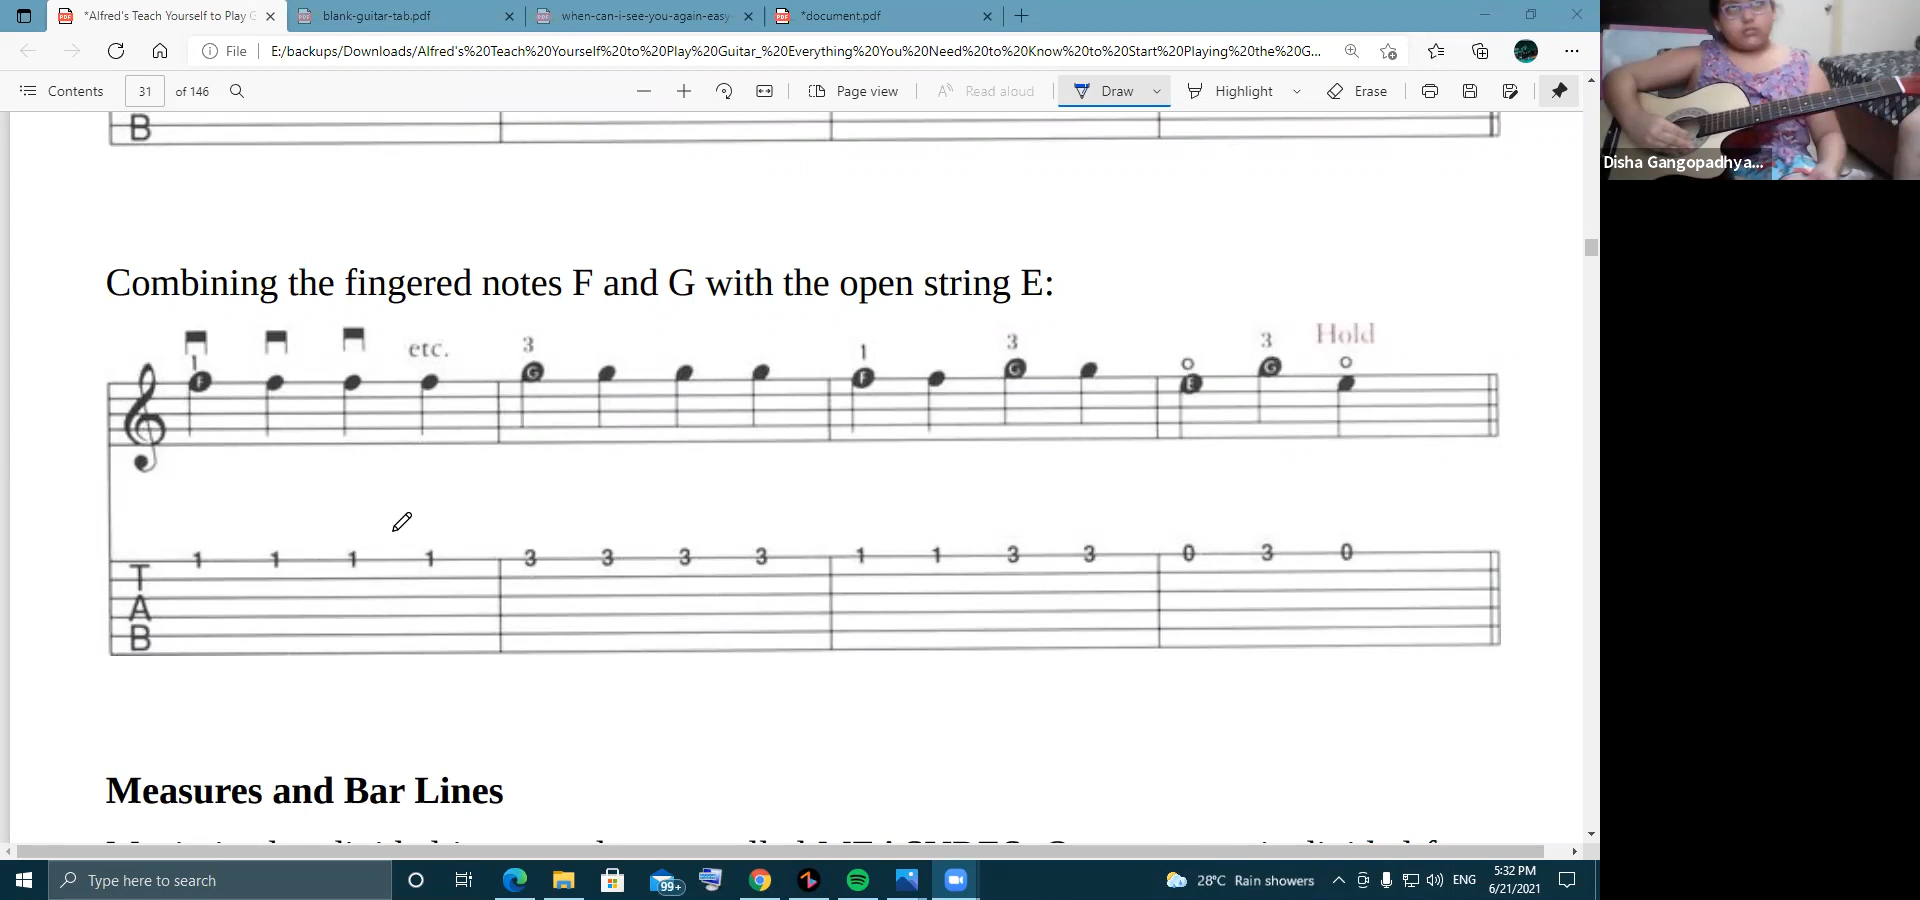 *Alfred's Teach Yourself to Play G
blank-guitar-tab.pdf
when-can-i-see-you-again-easy-
*document.pdf
File
E:/backups/Downloads/Alfred's%20Teach%20Yourself%20to%20Play%20Guitar_%20Everything%20You%20Need%20to%20Know%20to%20Start%20Playing%20the%20G...
Contents
31
of 146
Page view
Read aloud
Draw
Highlight
Erase
B
Combining the fingered notes F and G with the open string E:
etc. 3 1 3 3 Hold
1
F G F G E G
1 1 1 1 3 3 3 3 1 1 3 3 0 3 0
T
A
B
Measures and Bar Lines
Disha Gangopadhya...
Type here to search
99+
28°C Rain showers
ENG
5:32 PM
6/21/2021